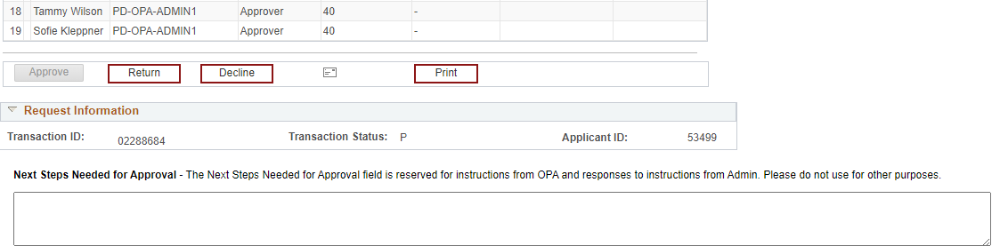 18 Tammy Wilson PD-OPA-ADMIN1 Approver 40 -
19 Sofie Kleppner PD-OPA-ADMIN1 Approver 40 -
Approve Return Decline Print
Request Information
Transaction ID: 02288684 Transaction Status: P Applicant ID: 53499
Next Steps Needed for Approval - The Next Steps Needed for Approval field is reserved for instructions from OPA and responses to instructions from Admin. Please do not use for other purposes.